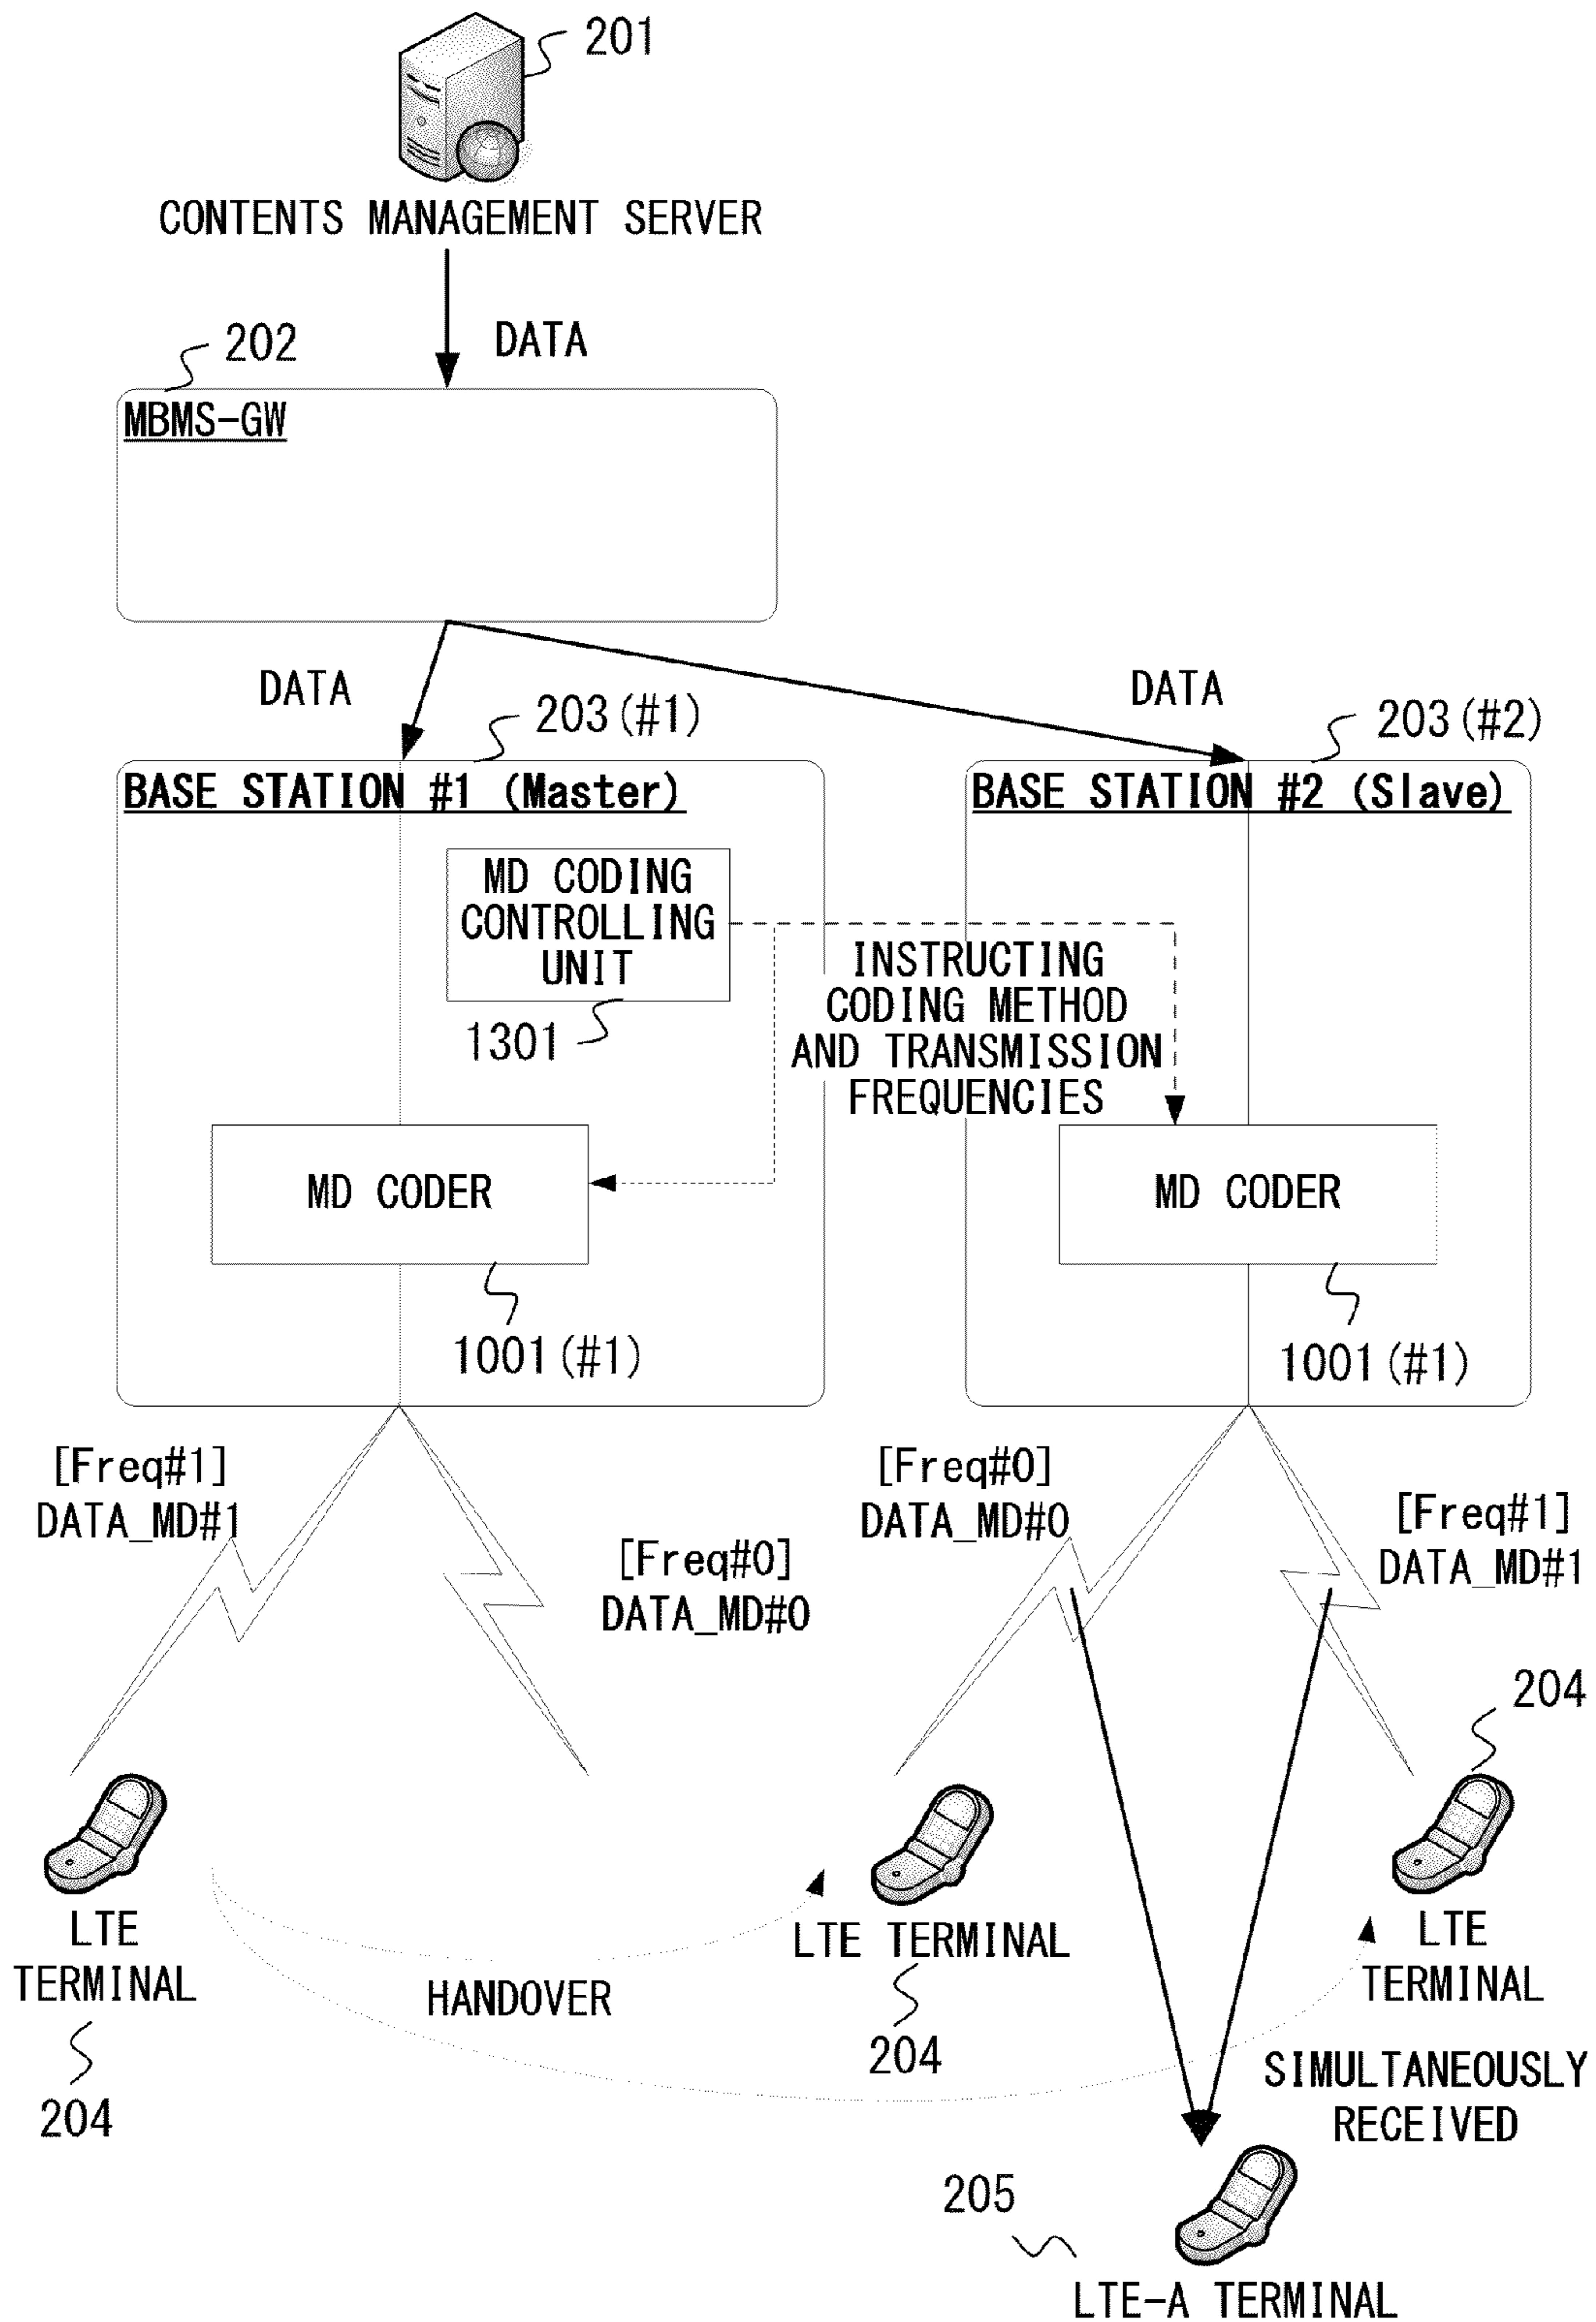 201
CONTENTS MANAGEMENT SERVER
DATA
202
MBMS-GW
DATA
DATA
203(#1)
203(#2)
BASE STATION #1 (Master)
BASE STATION #2 (Slave)
MD CODING
CONTROLLING
UNIT
1301
INSTRUCTING
CODING METHOD
AND TRANSMISSION
FREQUENCIES
MD CODER
MD CODER
1001(#1)
1001(#1)
[Freq#1]
DATA_MD#1
[Freq#0]
DATA_MD#0
[Freq#0]
DATA_MD#0
[Freq#1]
DATA_MD#1
204
LTE
TERMINAL
204
HANDOVER
LTE TERMINAL
204
LTE
TERMINAL
SIMULTANEOUSLY
RECEIVED
205
LTE-A TERMINAL